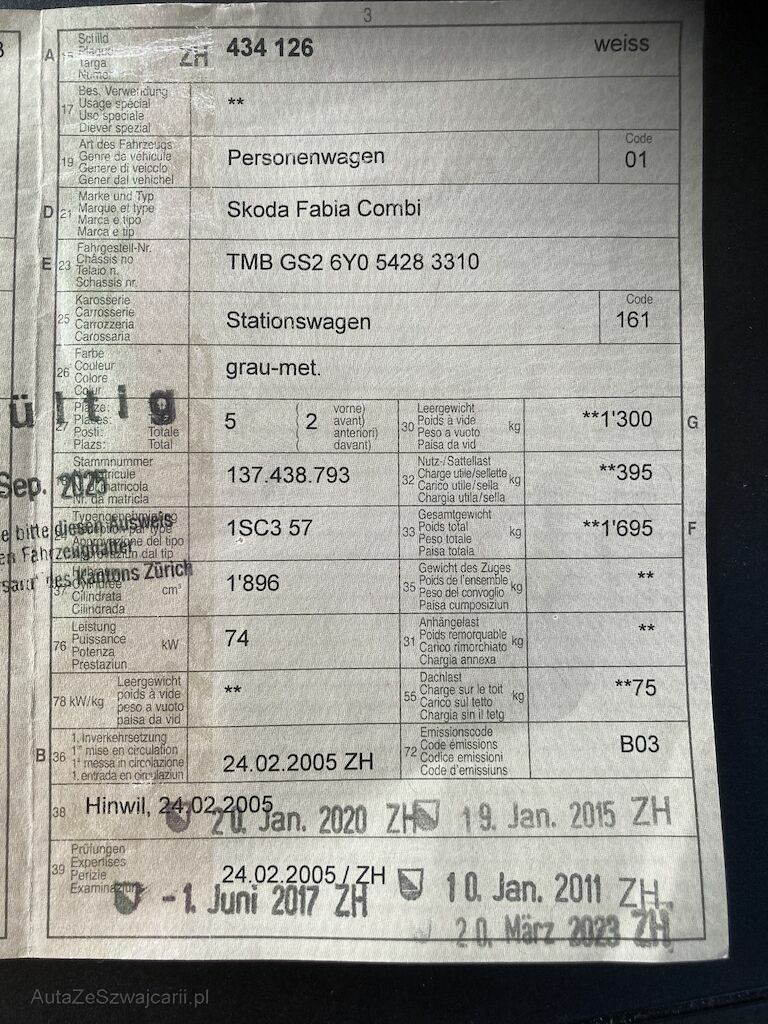 3
A 15 Schild
Plaque
Targa
Numer
ZH 434 126 weiss
17 Bes. Verwendung
Usage spécial
Uso speciale
Diever spezial
**
19 Art des Fahrzeugs
Genre de véhicule
Genere di veicolo
Gener dal vehichel
Personenwagen
Code
01
D 21 Marke und Typ
Marque et type
Marca e tipo
Marca e tip
Skoda Fabia Combi
E 23 Fahrgestell-Nr.
Châssis no
Telaio n.
Schassis nr.
TMB GS2 6Y0 5428 3310
25 Karosserie
Carrosserie
Carrozzeria
Carossaria
Stationswagen
Code
161
26 Farbe
Couleur
Colore
Colur
grau-met.
ültig
27 Plätze:
Places:
Posti: Totale
Plazs: Total
5 ( 2 vorne)
avant)
( anteriori)
( davant)
30 Leergewicht
Poids à vide
Peso a vuoto
Paisa da vid
kg
**1'300 G
Stammnummer
Matricule
matricola
Nr. da matricla
137.438.793
Sep. 2025
32 Nutz-/Sattellast
Charge utile/sellette
Carico utile/sella
Chargia utila/sella
kg
**395
Typengenehmigung
Approvazione del tipo
Approvaziun dal tip
1SC3 57
e bitte diesen Ausweis
en Fahrzeughalter
samt des Kantons Zürich
33 Gesamtgewicht
Poids total
Peso totale
Paisa totala
kg
**1'695 F
37 Hubraum
Cylindrée
Cilindrata
Cilindrada
cm³
1'896
35 Gewicht des Zuges
Poids de l'ensemble
Peso del convoglio
Paisa cumposiziun
kg
**
76 Leistung
Puissance
Potenza
Prestaziun
kW
74
31 Anhängelast
Poids remorquable
Carico rimorchiato
Chargia annexa
kg
**
78 kW/kg Leergewicht
poids à vide
peso a vuoto
paisa da vid
**
55 Dachlast
Charge sur le toit
Carico sul tetto
Chargia sin il tetg
kg
**75
B 36 1. Inverkehrsetzung
1re mise en circulation
1a messa in circolazione
1. entrada en circulaziun
24.02.2005 ZH
72 Emissionscode
Code émissions
Codice emissioni
Code d'emissiuns
B03
38 Hinwil, 24.02.2005
20. Jan. 2020 ZH 19. Jan. 2015 ZH
39 Prüfungen
Expertises
Perizie
Examinaziuns
24.02.2005 / ZH
-1. Juni 2017 ZH 10. Jan. 2011 ZH
20. März 2023 ZH
AutaZeSzwajcarii.pl